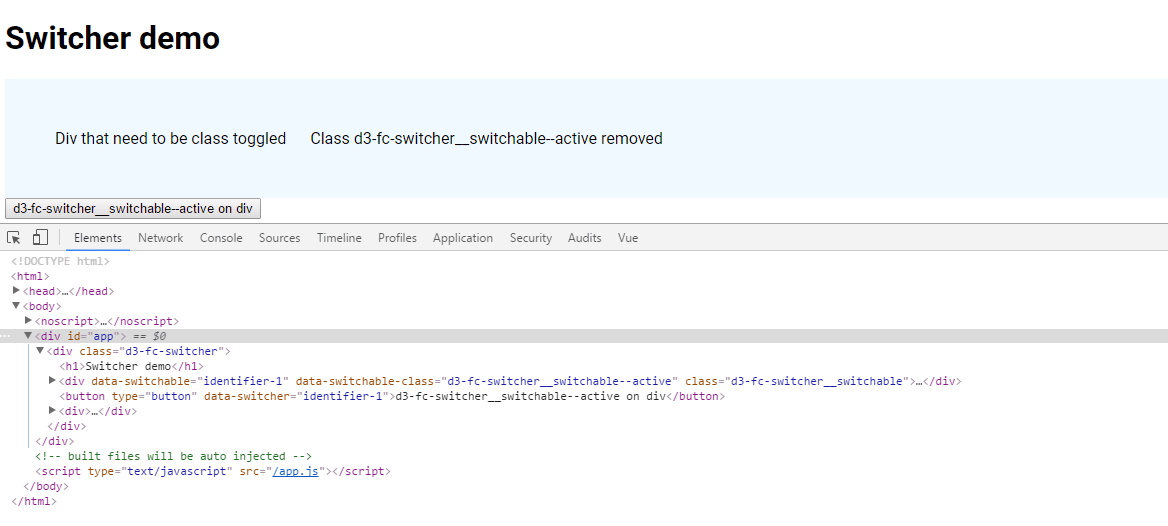 Switcher demo
Div that need to be class toggled Class d3-fc-switcher__switchable--active removed
d3-fc-switcher__switchable--active on div
Elements Network Console Sources Timeline Profiles Application Security Audits Vue
<!DOCTYPE html>
<html>
<head>…</head>
<body>
<noscript>…</noscript>
<div id="app"> == $0
<div class="d3-fc-switcher">
<h1>Switcher demo</h1>
<div data-switchable="identifier-1" data-switchable-class="d3-fc-switcher__switchable--active" class="d3-fc-switcher__switchable">…</div>
<button type="button" data-switcher="identifier-1">d3-fc-switcher__switchable--active on div</button>
<div>…</div>
</div>
</div>
<!-- built files will be auto injected -->
<script type="text/javascript" src="/app.js"></script>
</body>
</html>